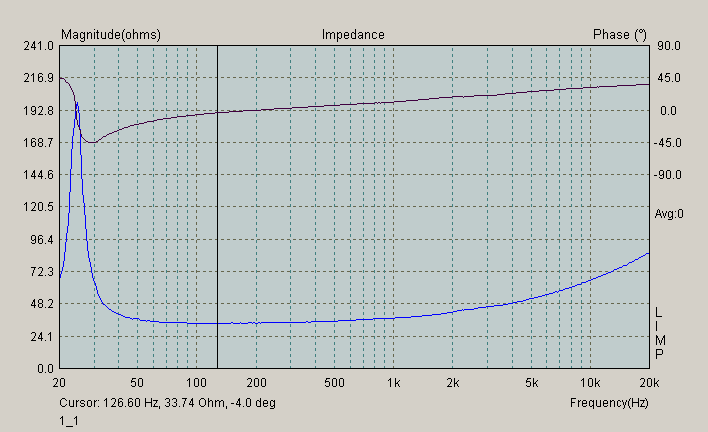 Magnitude(ohms) Impedance Phase (º)
241.0 90.0
216.9 45.0
192.8 0.0
168.7 -45.0
144.6 -90.0
120.5 Avg:0
96.4
72.3
48.2
24.1
0.0
L
I
M
P
20 50 100 200 500 1k 2k 5k 10k 20k
Cursor: 126.60 Hz, 33.74 Ohm, -4.0 deg Frequency(Hz)
1_1